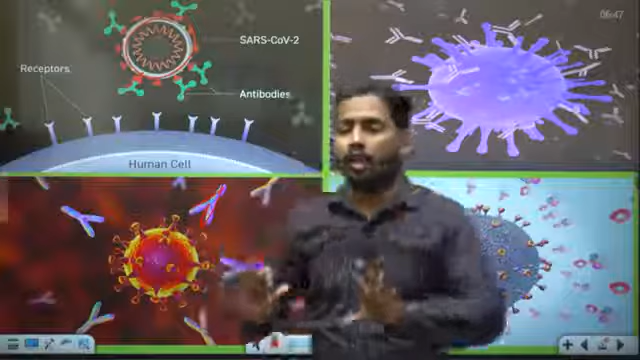 06:47
SARS-CoV-2
Receptors
Antibodies
Human Cell